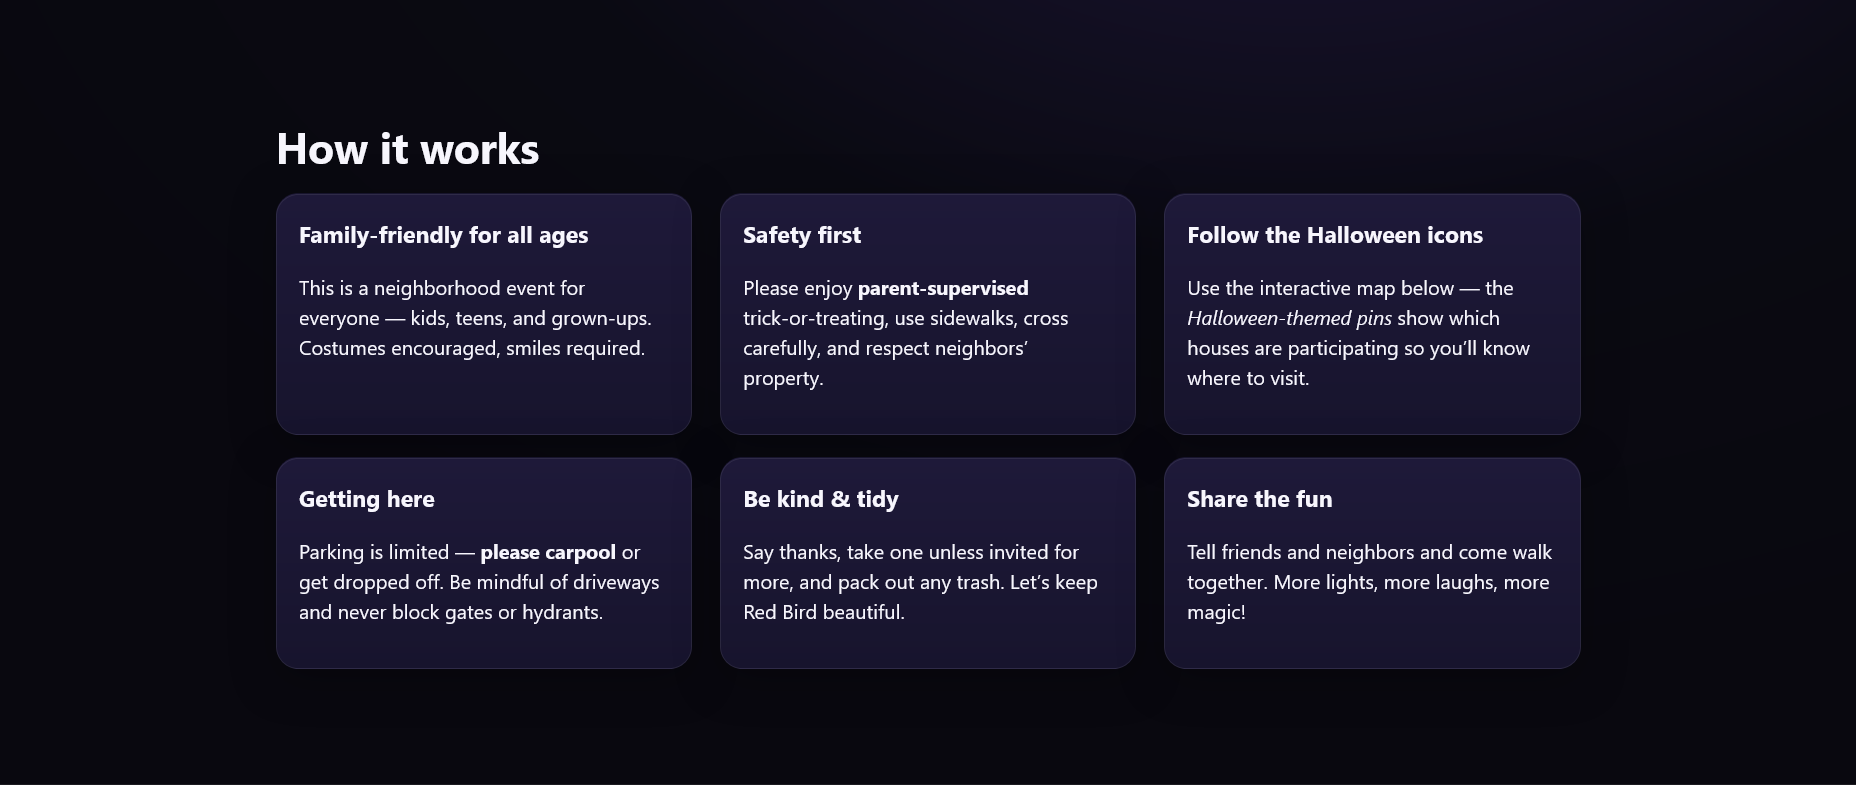 How it works
Family-friendly for all ages
This is a neighborhood event for
everyone — kids, teens, and grown-ups.
Costumes encouraged, smiles required.
Safety first
Please enjoy parent-supervised
trick-or-treating, use sidewalks, cross
carefully, and respect neighbors’
property.
Follow the Halloween icons
Use the interactive map below — the
Halloween-themed pins show which
houses are participating so you’ll know
where to visit.
Getting here
Parking is limited — please carpool or
get dropped off. Be mindful of driveways
and never block gates or hydrants.
Be kind & tidy
Say thanks, take one unless invited for
more, and pack out any trash. Let’s keep
Red Bird beautiful.
Share the fun
Tell friends and neighbors and come walk
together. More lights, more laughs, more
magic!